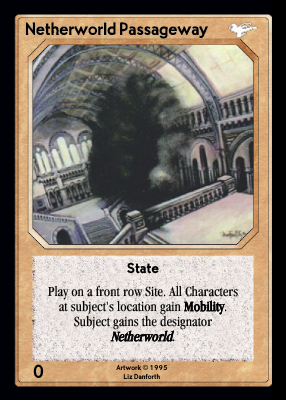 Netherworld Passageway
State
Play on a front row Site. All Characters
at subject's location gain Mobility.
Subject gains the designator
Netherworld.
0
Artwork © 1995
Liz Danforth